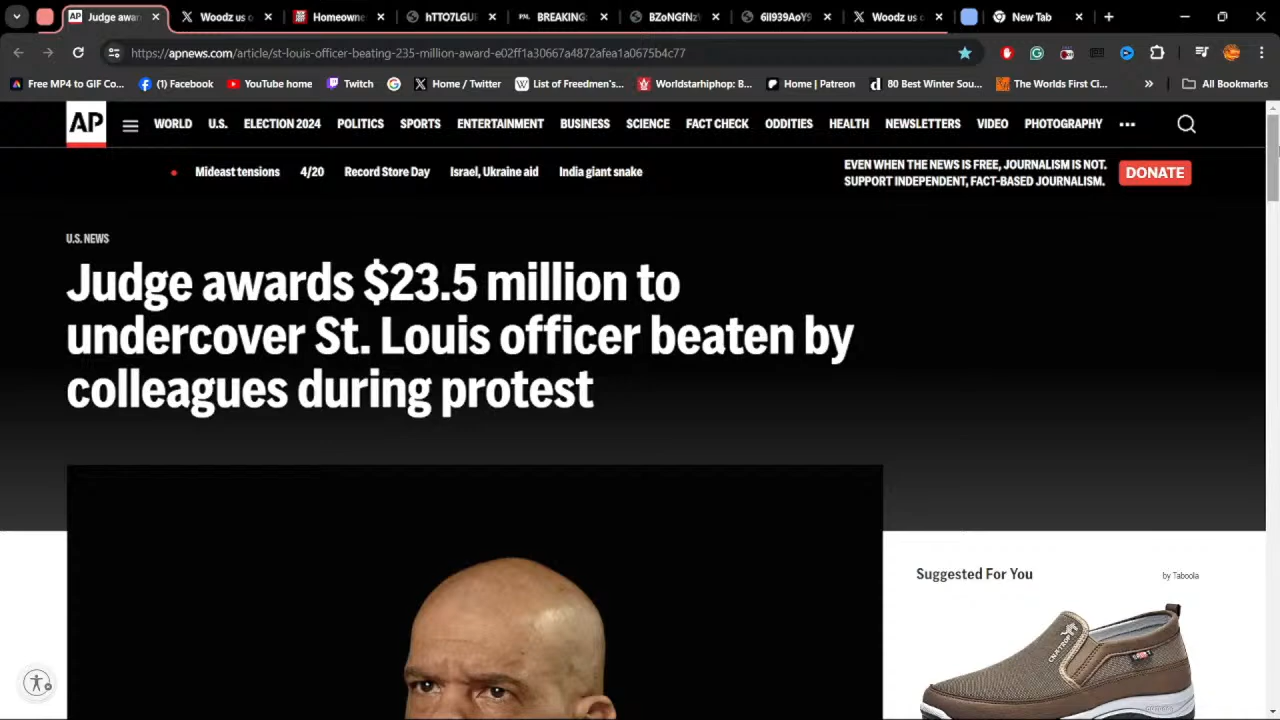 Judge awar
Woodz us
Homeowne
hTTO7LGUF
BREAKING:
BZoNGfNz
6II939AoY9
Woodz us
New Tab
https://apnews.com/article/st-louis-officer-beating-235-million-award-e02ff1a30667a4872afea1a0675b4c77
Free MP4 to GIF Co...
(1) Facebook
YouTube home
Twitch
Home / Twitter
List of Freedmen's...
Worldstarhiphop: B...
Home | Patreon
80 Best Winter Sou...
The Worlds First Cl...
All Bookmarks
AP
WORLD
U.S.
ELECTION 2024
POLITICS
SPORTS
ENTERTAINMENT
BUSINESS
SCIENCE
FACT CHECK
ODDITIES
HEALTH
NEWSLETTERS
VIDEO
PHOTOGRAPHY
Mideast tensions
4/20
Record Store Day
Israel, Ukraine aid
India giant snake
EVEN WHEN THE NEWS IS FREE, JOURNALISM IS NOT.
SUPPORT INDEPENDENT, FACT-BASED JOURNALISM.
DONATE
U.S. NEWS
Judge awards $23.5 million to
undercover St. Louis officer beaten by
colleagues during protest
Suggested For You
by Taboola